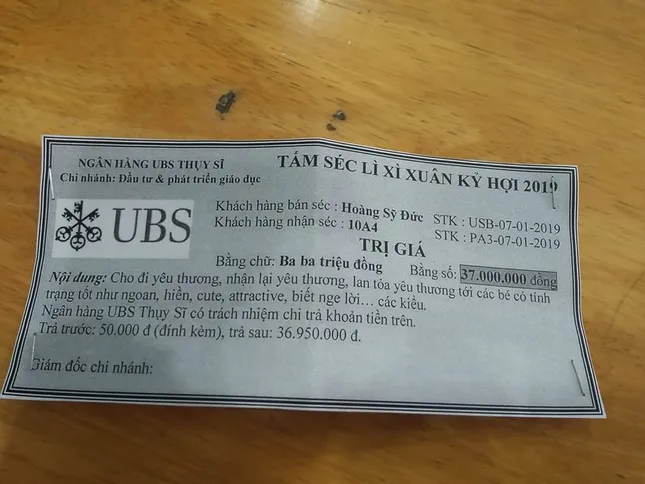 NGÂN HÀNG UBS THỤY SĨ
Chi nhánh: Đầu tư & phát triển giáo dục
TẤM SÉC LÌ XÌ XUÂN KỶ HỢI 2019
UBS
Khách hàng bán séc : Hoàng Sỹ Đức STK : USB-07-01-2019
Khách hàng nhận séc : 10A4 STK : PA3-07-01-2019
TRỊ GIÁ
Bằng chữ: Ba ba triệu đồng Bằng số: 37.000.000 đồng
Nội dung: Cho đi yêu thương, nhận lại yêu thương, lan tỏa yêu thương tới các bé có tính
trạng tốt như ngoan, hiền, cute, attractive, biết nge lời… các kiểu.
Ngân hàng UBS Thụy Sĩ có trách nhiệm chi trả khoản tiền trên.
Trả trước: 50.000 đ (đính kèm), trả sau: 36.950.000 đ.
Giám đốc chi nhánh: